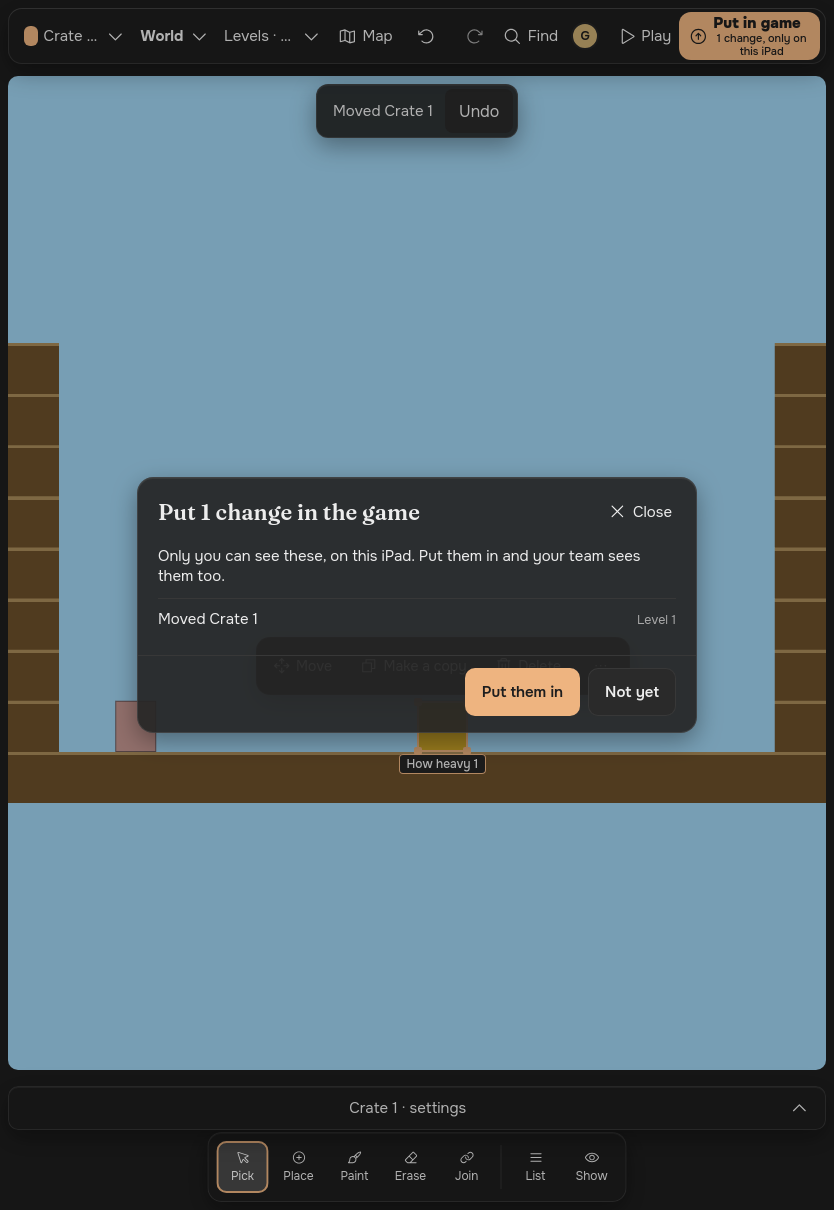 Crate ...
World
Levels · ...
Map
Find
G
Play
Put in game
1 change, only on
this iPad
Moved Crate 1
Undo
Put 1 change in the game
Close
Only you can see these, on this iPad. Put them in and your team sees
them too.
Moved Crate 1
Level 1
Move
Make a copy
Delete
Put them in
Not yet
How heavy 1
Crate 1 · settings
Pick
Place
Paint
Erase
Join
List
Show